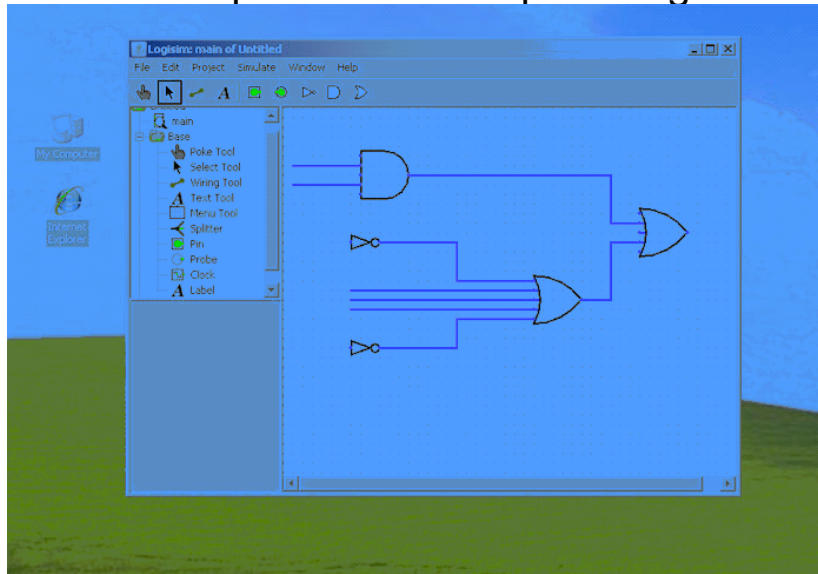 Logisim: main of Untitled
File Edit Project Simulate Window Help
A
main
Base
Poke Tool
Select Tool
Wiring Tool
A Text Tool
Menu Tool
Splitter
Pin
Probe
Clock
A Label
My Computer
Internet
Explorer